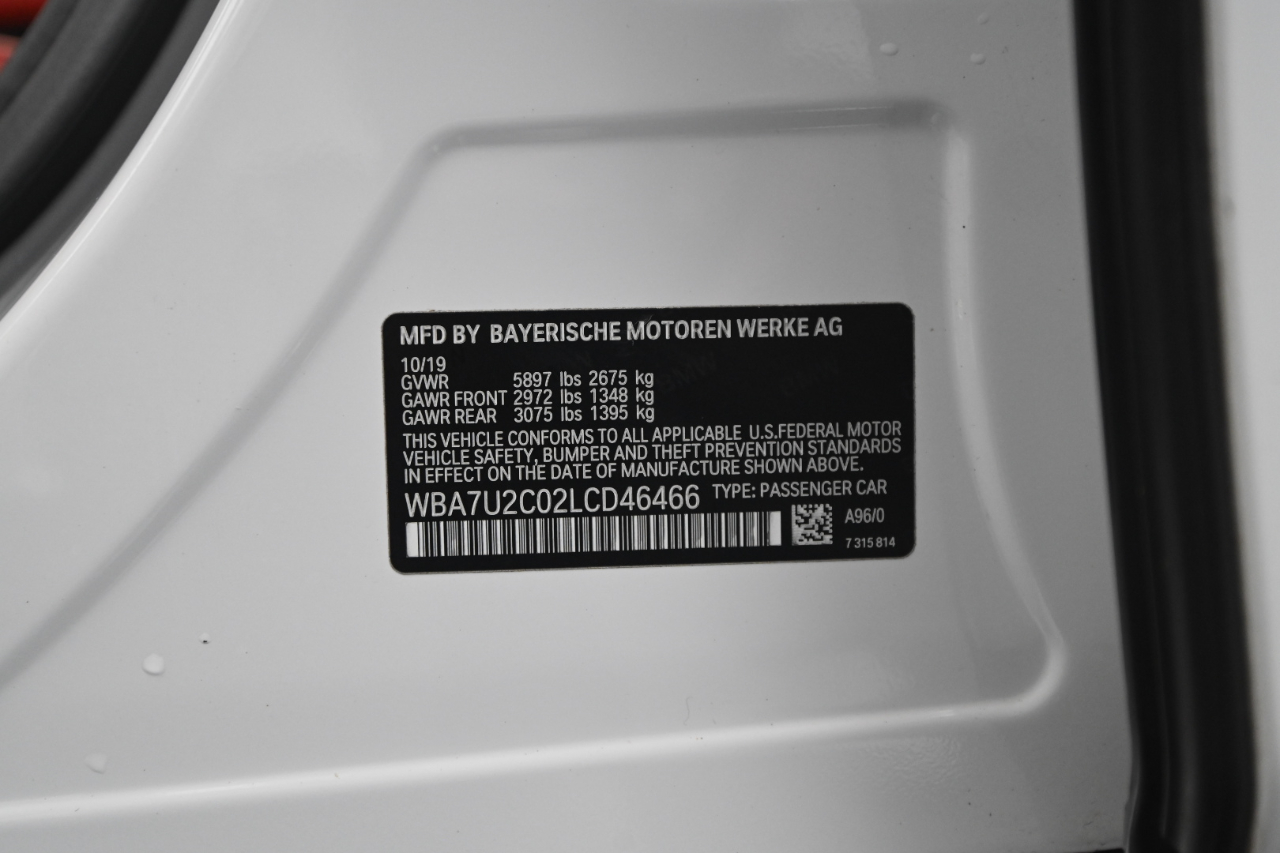 MFD BY BAYERISCHE MOTOREN WERKE AG
10/19
GVWR 5897 lbs 2675 kg
GAWR FRONT 2972 lbs 1348 kg
GAWR REAR 3075 lbs 1395 kg
THIS VEHICLE CONFORMS TO ALL APPLICABLE U.S.FEDERAL MOTOR
VEHICLE SAFETY, BUMPER AND THEFT PREVENTION STANDARDS
IN EFFECT ON THE DATE OF MANUFACTURE SHOWN ABOVE.
WBA7U2C02LCD46466 TYPE: PASSENGER CAR
A96/0
7 315 814